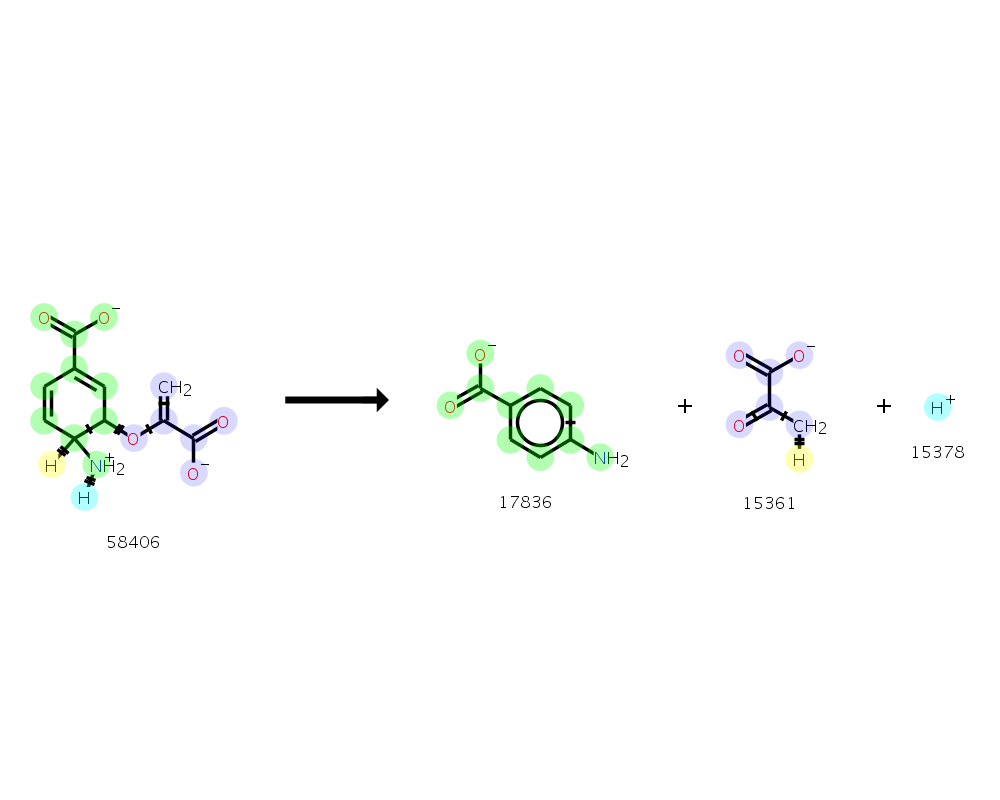 O O⁻
CH₂
O
O
H NH₂⁺
O⁻
H
58406
→
O⁻
O
NH₂
17836
+
O O⁻
O CH₂
H
15361
+
H⁺
15378